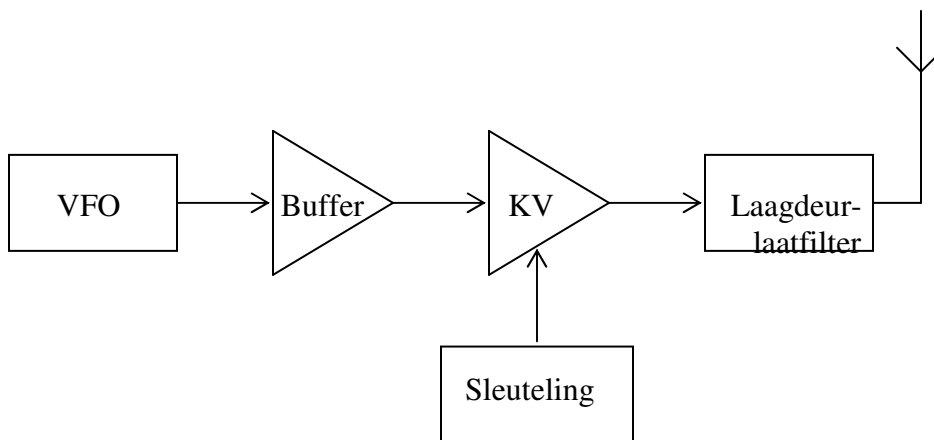 VFO
Buffer
KV
Laagdeur-
laatfilter
Sleuteling